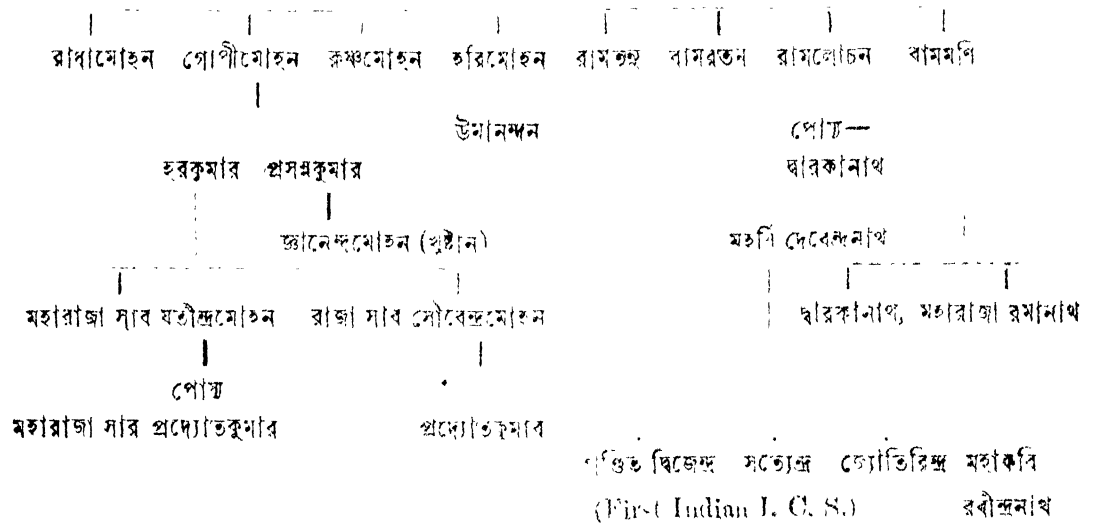 রাধামোহন গোপীমোহন কৃষ্ণমোহন হরিমোহন রামতনু রামরতন রামলোচন রামমণি
উমানন্দন পোষ্য—
হরকুমার প্রসন্নকুমার দ্বারকানাথ
জ্ঞানেন্দমোহন (খৃষ্টান) মহর্ষি দেবেন্দ্রনাথ
মহারাজা সার যতীন্দ্রমোহন রাজা সার সৌরেন্দ্রমোহন দ্বারকানাথ, মহারাজা রমানাথ
পোষ্য
মহারাজা সার প্রদ্যোতকুমার প্রদ্যোতকুমার
পণ্ডিত দ্বিজেন্দ্র সত্যেন্দ্র জ্যোতিরিন্দ্র মহাকবি
(First Indian I. C. S.) রবীন্দ্রনাথ